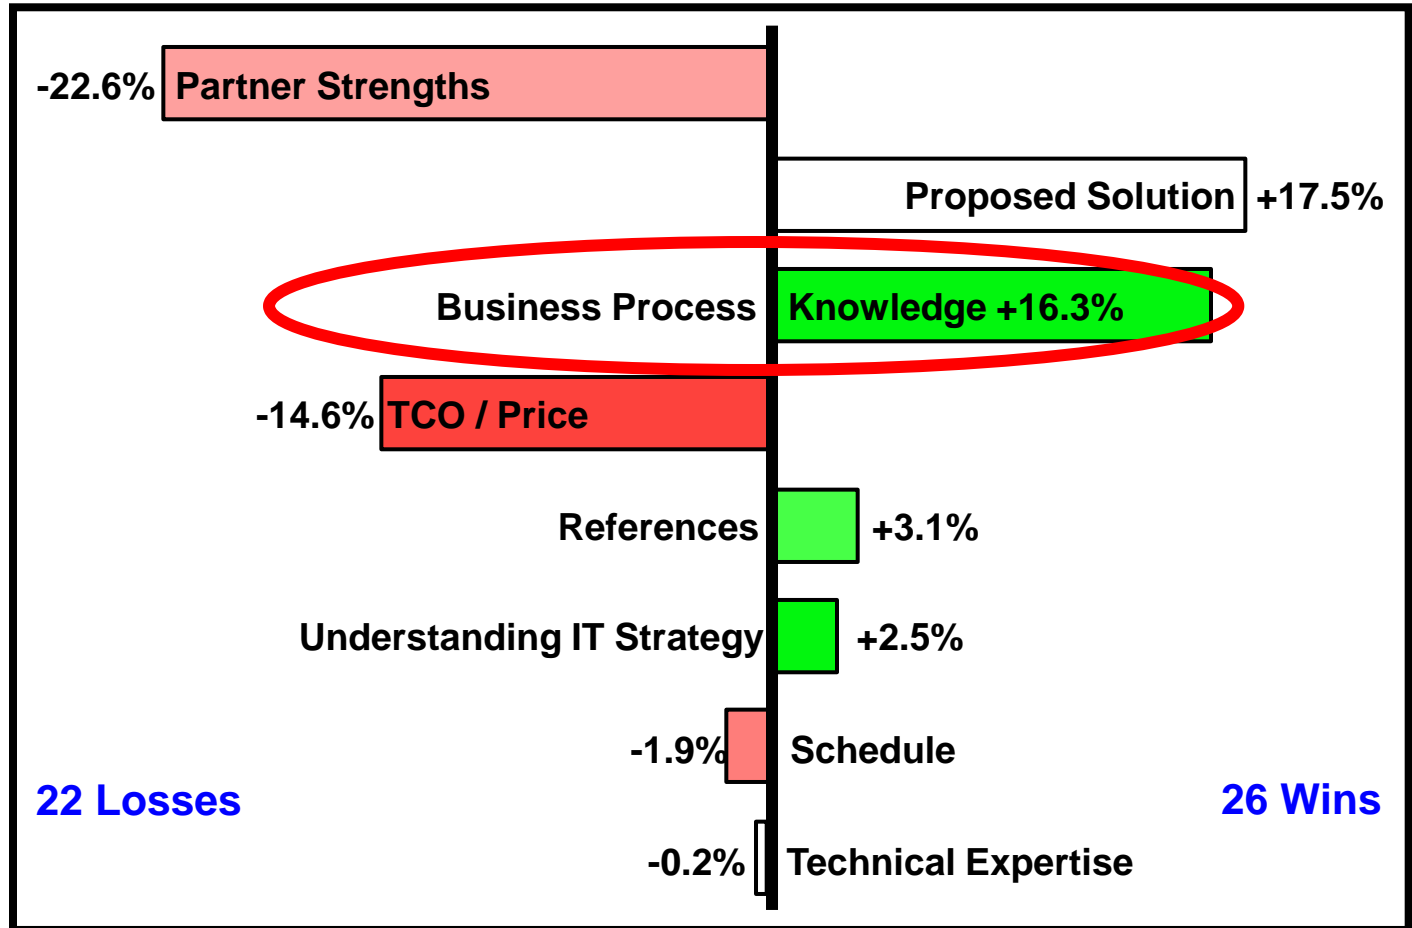 -22.6% Partner Strengths
Proposed Solution +17.5%
Business Process Knowledge +16.3%
-14.6% TCO / Price
References +3.1%
Understanding IT Strategy +2.5%
-1.9% Schedule
22 Losses 26 Wins
-0.2% Technical Expertise